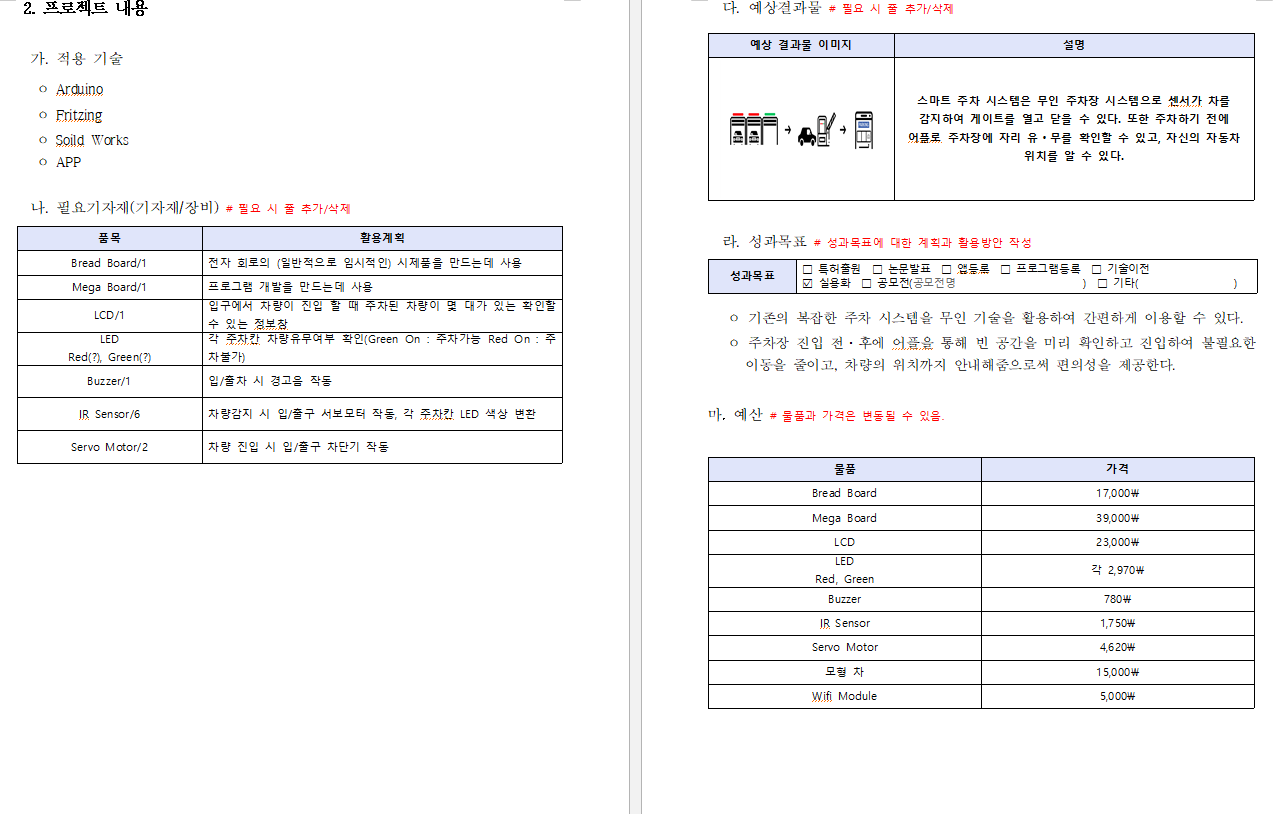 2. 프로젝트 내용
가. 적용 기술
○ Arduino
○ Fritzing
○ Soild Works
○ APP
나. 필요기자재(기자재/장비) # 필요 시 줄 추가/삭제
품목 활용계획
Bread Board/1 전자 회로의 (일반적으로 임시적인) 시제품을 만드는데 사용
Mega Board/1 프로그램 개발을 만드는데 사용
LCD/1 입구에서 차량이 진입 할 때 주차된 차량이 몇 대가 있는 확인할
수 있는 정보창
LED 각 주차칸 차량유무여부 확인(Green On : 주차가능 Red On : 주
Red(?), Green(?) 차불가)
Buzzer/1 입/출차 시 경고음 작동
IR Sensor/6 차량감지 시 입/출구 서보모터 작동, 각 주차칸 LED 색상 변환
Servo Motor/2 차량 진입 시 입/출구 차단기 작동
다. 예상결과물 # 필요 시 줄 추가/삭제
예상 결과물 이미지 설명
스마트 주차 시스템은 무인 주차장 시스템으로 센서가 차를
감지하여 게이트를 열고 닫을 수 있다. 또한 주차하기 전에
어플로 주차장에 자리 유·무를 확인할 수 있고, 자신의 자동차
위치를 알 수 있다.
라. 성과목표 # 성과목표에 대한 계획과 활용방안 작성
성과목표 □ 특허출원 □ 논문발표 □ 앱등록 □ 프로그램등록 □ 기술이전
☑ 실용화 □ 공모전(공모전명 ) □ 기타( )
○ 기존의 복잡한 주차 시스템을 무인 기술을 활용하여 간편하게 이용할 수 있다.
○ 주차장 진입 전·후에 어플을 통해 빈 공간을 미리 확인하고 진입하여 불필요한
이동을 줄이고, 차량의 위치까지 안내해줌으로써 편의성을 제공한다.
마. 예산 # 물품과 가격은 변동될 수 있음.
물품 가격
Bread Board 17,000₩
Mega Board 39,000₩
LCD 23,000₩
LED
Red, Green 각 2,970₩
Buzzer 780₩
IR Sensor 1,750₩
Servo Motor 4,620₩
모형 차 15,000₩
Wifi Module 5,000₩